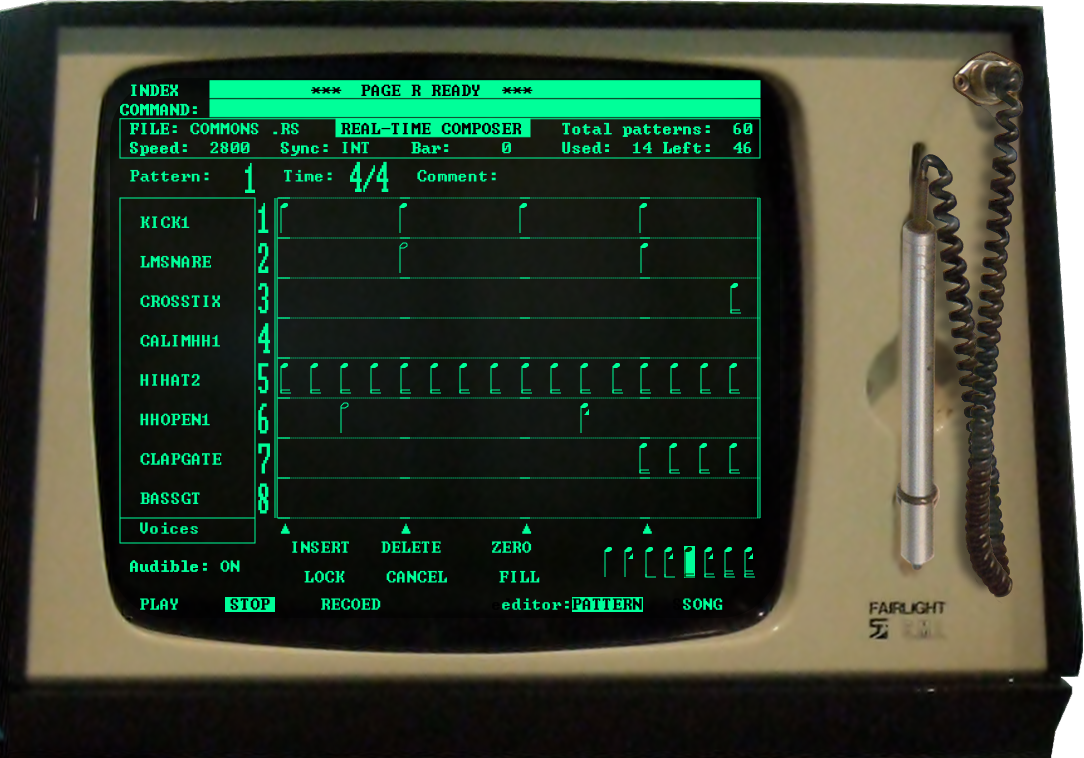 INDEX *** PAGE R READY ***
COMMAND:
FILE: COMMONS .RS REAL-TIME COMPOSER Total patterns: 60
Speed: 2800 Sync: INT Bar: 0 Used: 14 Left: 46
Pattern: 1 Time: 4/4 Comment:
KICK1 1
LMSNARE 2
CROSSTIX 3
CALIMHH1 4
HIHAT2 5
HHOPEN1 6
CLAPGATE 7
BASSGT 8
Voices
INSERT DELETE ZERO
Audible: ON
LOCK CANCEL FILL
PLAY STOP RECOED editor:PATTERN SONG
FAIRLIGHT
C.M.I.